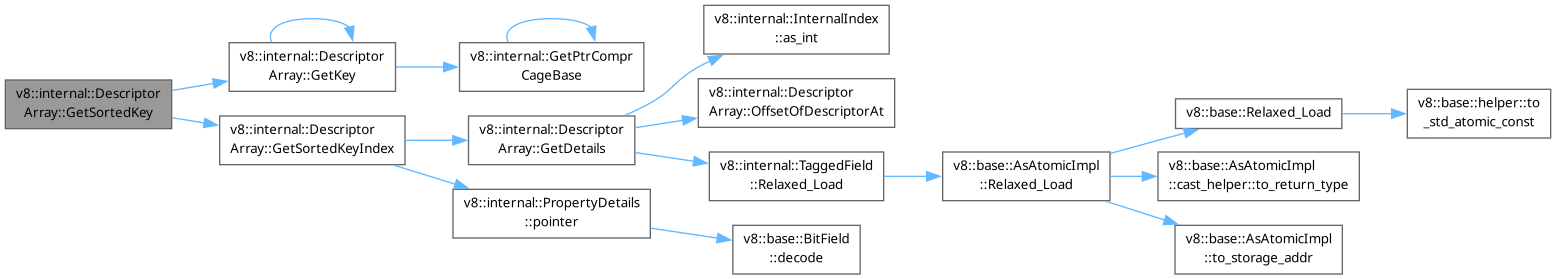 v8::internal::Descriptor
Array::GetSortedKey
v8::internal::Descriptor
Array::GetKey
v8::internal::GetPtrCompr
CageBase
v8::internal::Descriptor
Array::GetSortedKeyIndex
v8::internal::Descriptor
Array::GetDetails
v8::internal::InternalIndex
::as_int
v8::internal::Descriptor
Array::OffsetOfDescriptorAt
v8::internal::TaggedField
::Relaxed_Load
v8::base::AsAtomicImpl
::Relaxed_Load
v8::base::Relaxed_Load
v8::base::helper::to
_std_atomic_const
v8::base::AsAtomicImpl
::cast_helper::to_return_type
v8::base::AsAtomicImpl
::to_storage_addr
v8::internal::PropertyDetails
::pointer
v8::base::BitField
::decode